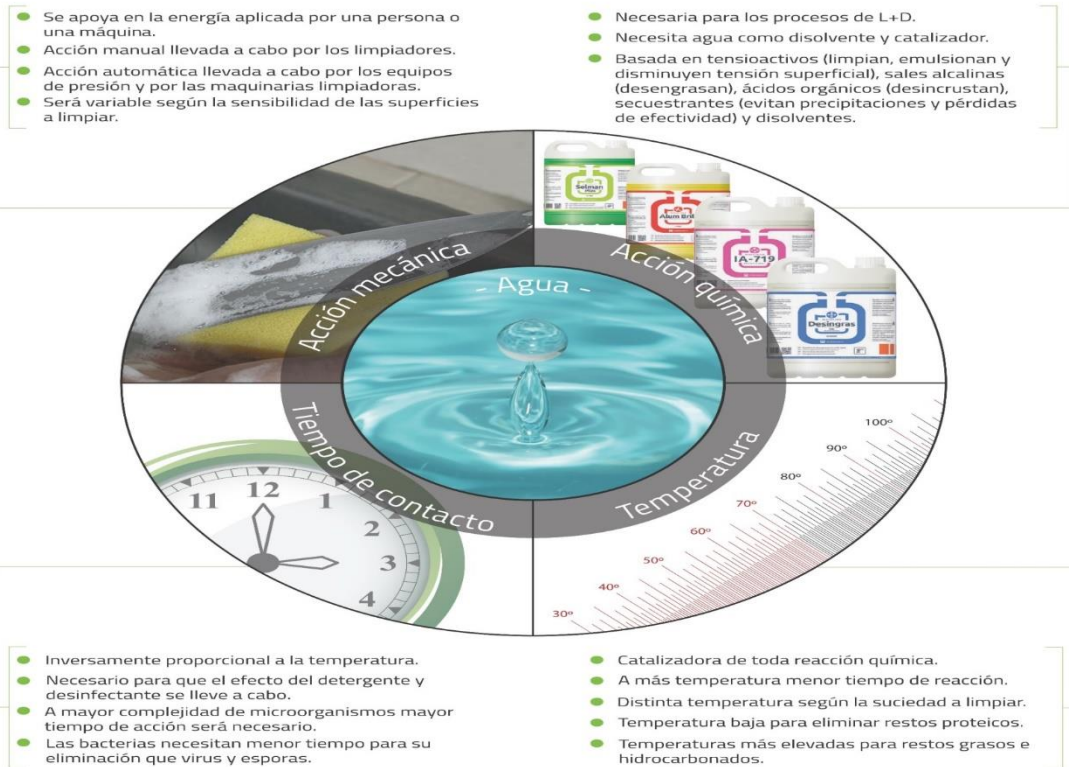 Se apoya en la energía aplicada por una persona o
una máquina.
Acción manual llevada a cabo por los limpiadores.
Acción automática llevada a cabo por los equipos
de presión y por las maquinarias limpiadoras.
Será variable según la sensibilidad de las superficies
a limpiar.
Necesaria para los procesos de L+D.
Necesita agua como disolvente y catalizador.
Basada en tensioactivos (limpian, emulsionan y
disminuyen tensión superficial), sales alcalinas
(desengrasan), ácidos orgánicos (desincrustan),
secuestrantes (evitan precipitaciones y pérdidas
de efectividad) y disolventes.
Acción mecánica
- Agua -
Acción química
Selman
Plus
Alum Bril
IA-719
Desingras
Tiempo de contacto
Temperatura
11
12
1
2
3
4
100º
90º
80º
70º
60º
50º
40º
30º
Inversamente proporcional a la temperatura.
Necesario para que el efecto del detergente y
desinfectante se lleve a cabo.
A mayor complejidad de microorganismos mayor
tiempo de acción será necesario.
Las bacterias necesitan menor tiempo para su
eliminación que virus y esporas.
Catalizadora de toda reacción química.
A más temperatura menor tiempo de reacción.
Distinta temperatura según la suciedad a limpiar.
Temperatura baja para eliminar restos proteicos.
Temperaturas más elevadas para restos grasos e
hidrocarbonados.